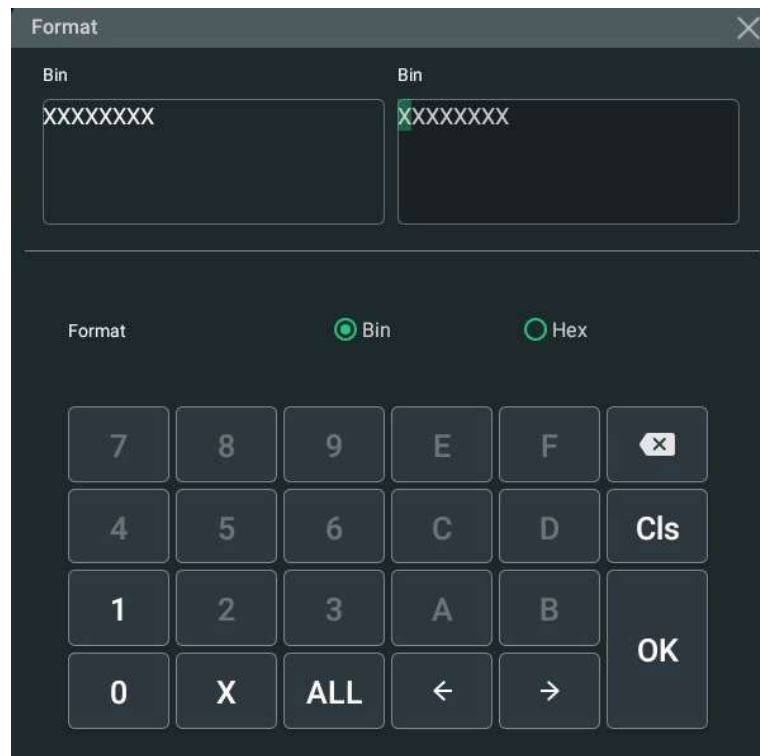 Format
Bin Bin
XXXXXXXX XXXXXXXX
Format Bin Hex
7 8 9 E F
4 5 6 C D Cls
1 2 3 A B
OK
0 X ALL ← →